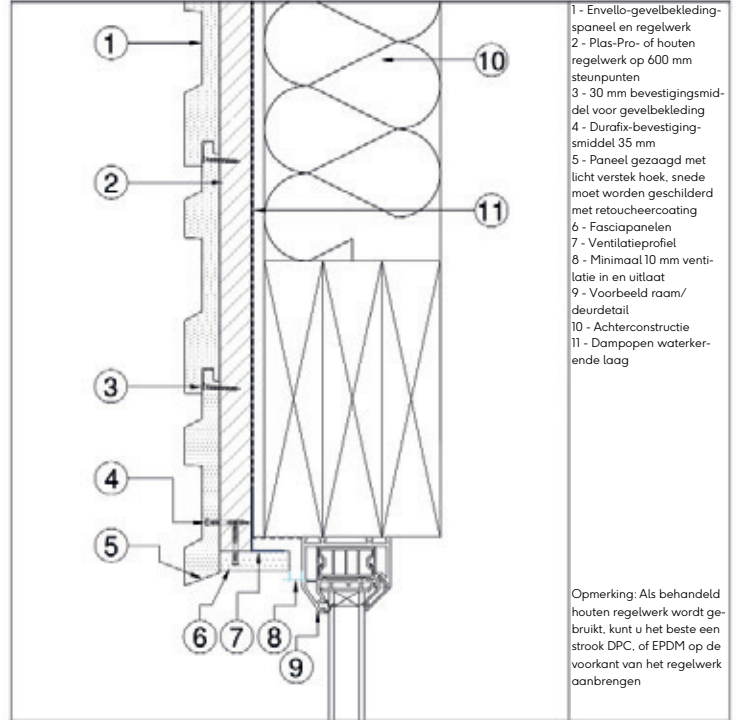 1 - Envello-gevelbekleding-
spaneel en regelwerk
2 - Plas-Pro- of houten
regelwerk op 600 mm
steunpunten
3 - 30 mm bevestigingsmid-
del voor gevelbekleding
4 - Durafix-bevestiging-
smiddel 35 mm
5 - Paneel gezaagd met
licht verstek hoek, snede
moet worden geschilderd
met retoucheercoating
6 - Fasciapanelen
7 - Ventilatieprofiel
8 - Minimaal 10 mm venti-
latie in en uitlaat
9 - Voorbeeld raam/
deurdetail
10 - Achterconstructie
11 - Dampopen waterker-
ende laag
Opmerking: Als behandeld
houten regelwerk wordt ge-
bruikt, kunt u het beste een
strook DPC, of EPDM op de
voorkant van het regelwerk
aanbrengen
1
10
2
11
3
4
5
6
7
8
9